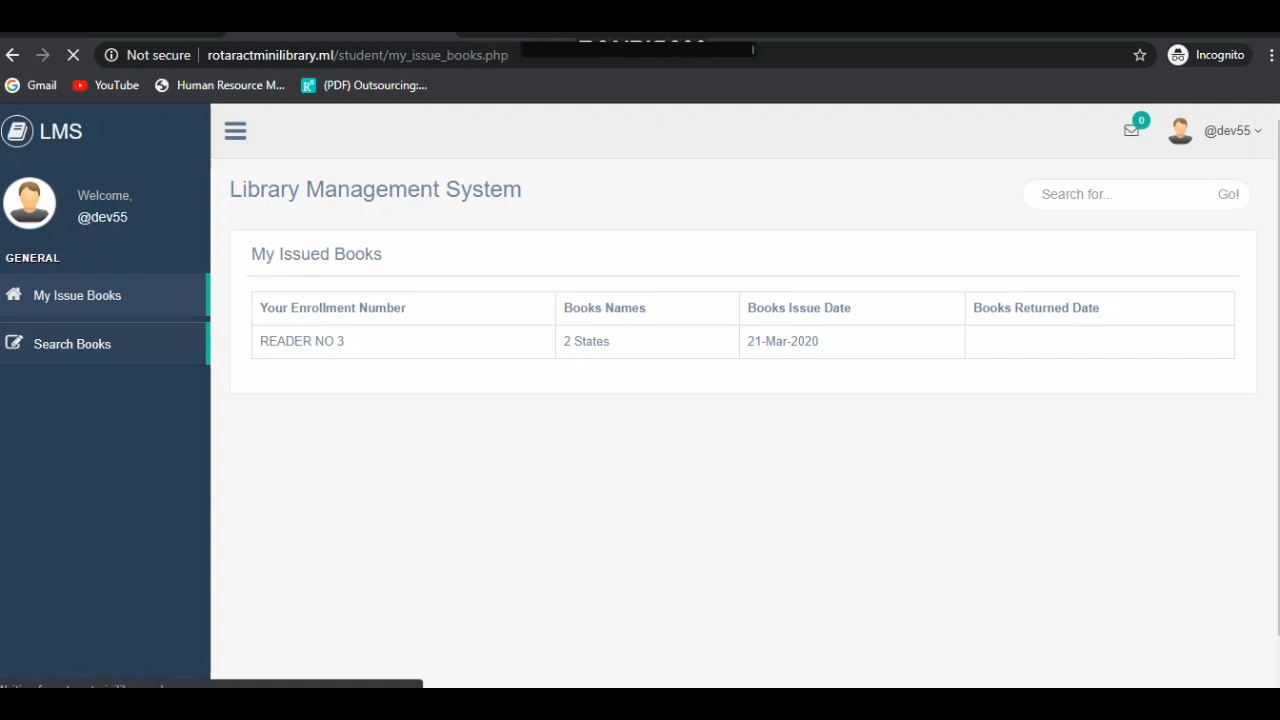 Not secure rotaractminilibrary.ml/student/my_issue_books.php Incognito
Gmail YouTube Human Resource M... (PDF) Outsourcing:...
LMS
0
@dev55
Welcome,
@dev55
Library Management System
Search for... Go!
GENERAL
My Issue Books
Search Books
My Issued Books
Your Enrollment Number Books Names Books Issue Date Books Returned Date
READER NO 3 2 States 21-Mar-2020